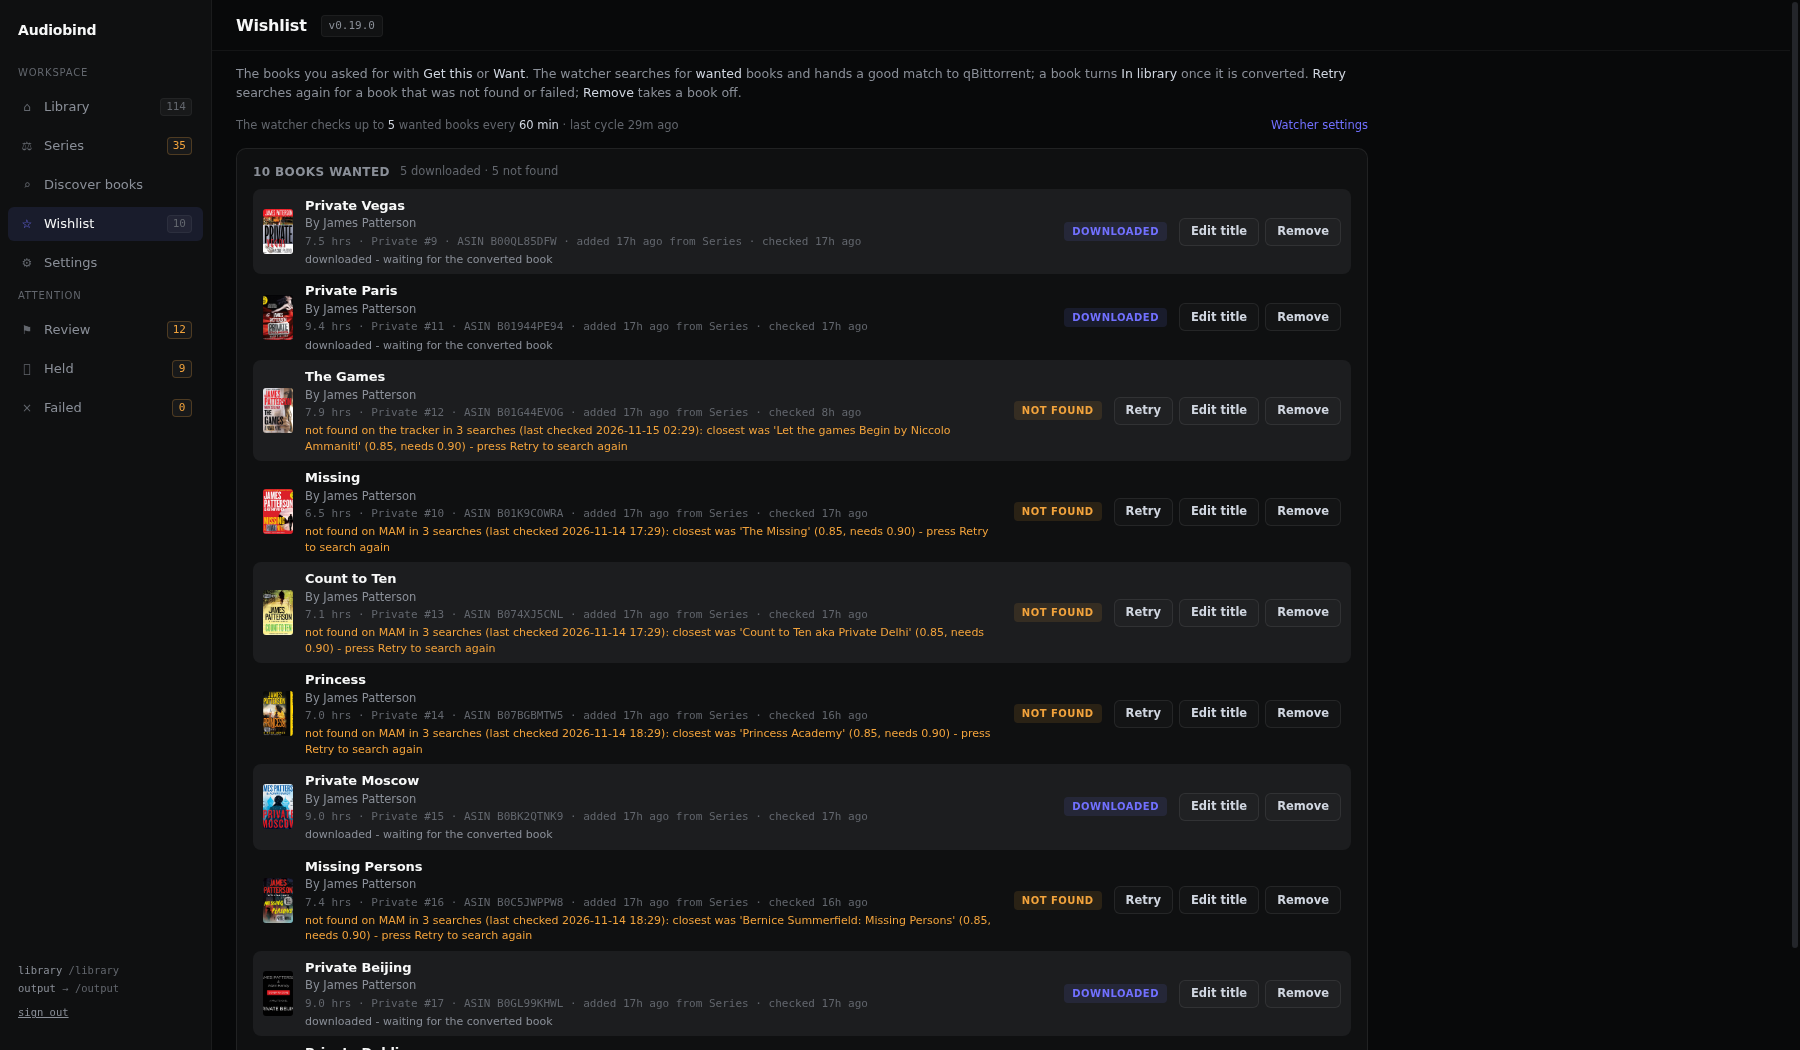 Audiobind
WORKSPACE
Library 114
Series 35
Discover books
Wishlist 10
Settings
ATTENTION
Review 12
Held 9
Failed 0
library /library
output → /output
sign out
Wishlist v0.19.0
The books you asked for with Get this or Want. The watcher searches for wanted books and hands a good match to qBittorrent; a book turns In library once it is converted. Retry
searches again for a book that was not found or failed; Remove takes a book off.
The watcher checks up to 5 wanted books every 60 min · last cycle 29m ago Watcher settings
10 BOOKS WANTED 5 downloaded · 5 not found
Private Vegas
By James Patterson
7.5 hrs · Private #9 · ASIN B00QL85DFW · added 17h ago from Series · checked 17h ago
downloaded - waiting for the converted book
DOWNLOADED Edit title Remove
Private Paris
By James Patterson
9.4 hrs · Private #11 · ASIN B01944PE94 · added 17h ago from Series · checked 17h ago
downloaded - waiting for the converted book
DOWNLOADED Edit title Remove
The Games
By James Patterson
7.9 hrs · Private #12 · ASIN B01G44EVOG · added 17h ago from Series · checked 8h ago
not found on the tracker in 3 searches (last checked 2026-11-15 02:29): closest was 'Let the games Begin by Niccolo
Ammaniti' (0.85, needs 0.90) - press Retry to search again
NOT FOUND Retry Edit title Remove
Missing
By James Patterson
6.5 hrs · Private #10 · ASIN B01K9COWRA · added 17h ago from Series · checked 17h ago
not found on MAM in 3 searches (last checked 2026-11-14 17:29): closest was 'The Missing' (0.85, needs 0.90) - press Retry
to search again
NOT FOUND Retry Edit title Remove
Count to Ten
By James Patterson
7.1 hrs · Private #13 · ASIN B074XJ5CNL · added 17h ago from Series · checked 17h ago
not found on MAM in 3 searches (last checked 2026-11-14 17:29): closest was 'Count to Ten aka Private Delhi' (0.85, needs
0.90) - press Retry to search again
NOT FOUND Retry Edit title Remove
Princess
By James Patterson
7.0 hrs · Private #14 · ASIN B07BGBMTW5 · added 17h ago from Series · checked 16h ago
not found on MAM in 3 searches (last checked 2026-11-14 18:29): closest was 'Princess Academy' (0.85, needs 0.90) - press
Retry to search again
NOT FOUND Retry Edit title Remove
Private Moscow
By James Patterson
9.0 hrs · Private #15 · ASIN B0BK2QTNK9 · added 17h ago from Series · checked 17h ago
downloaded - waiting for the converted book
DOWNLOADED Edit title Remove
Missing Persons
By James Patterson
7.4 hrs · Private #16 · ASIN B0C5JWPPW8 · added 17h ago from Series · checked 16h ago
not found on MAM in 3 searches (last checked 2026-11-14 18:29): closest was 'Bernice Summerfield: Missing Persons' (0.85,
needs 0.90) - press Retry to search again
NOT FOUND Retry Edit title Remove
Private Beijing
By James Patterson
9.0 hrs · Private #17 · ASIN B0GL99KHWL · added 17h ago from Series · checked 17h ago
downloaded - waiting for the converted book
DOWNLOADED Edit title Remove